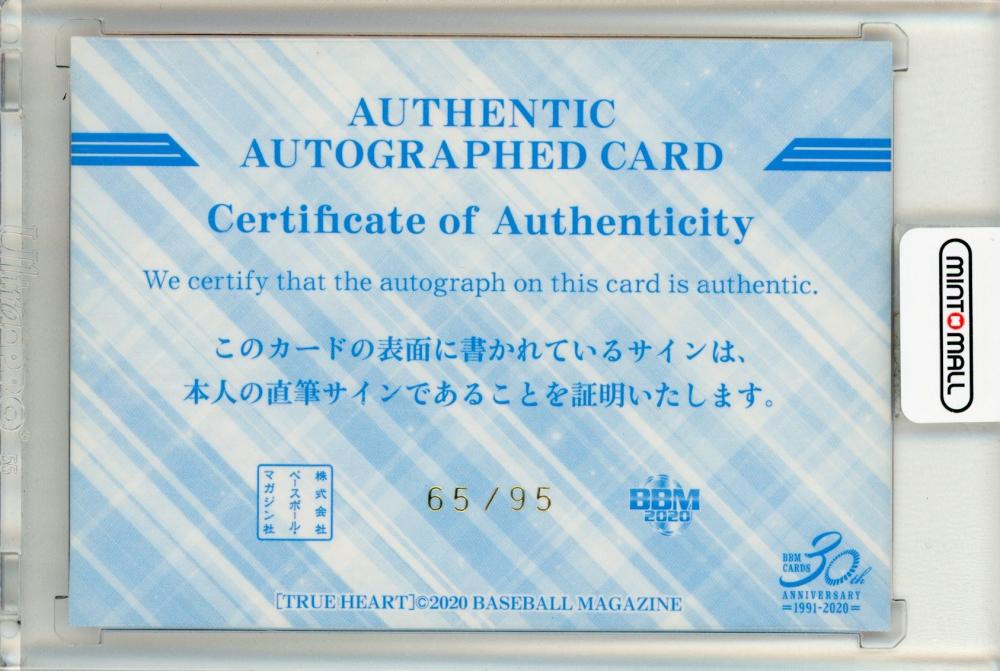 AUTHENTIC
AUTOGRAPHED CARD
Certificate of Authenticity
We certify that the autograph on this card is authentic.
このカードの表面に書かれているサインは、
本人の直筆サインであることを証明いたします。
株式会社
ベースボール・
マガジン社
65/95
BBM
2020
BBM
CARDS
30th
ANNIVERSARY
=1991-2020=
[TRUE HEART]©2020 BASEBALL MAGAZINE
MINTOMALL
Ultra PRO